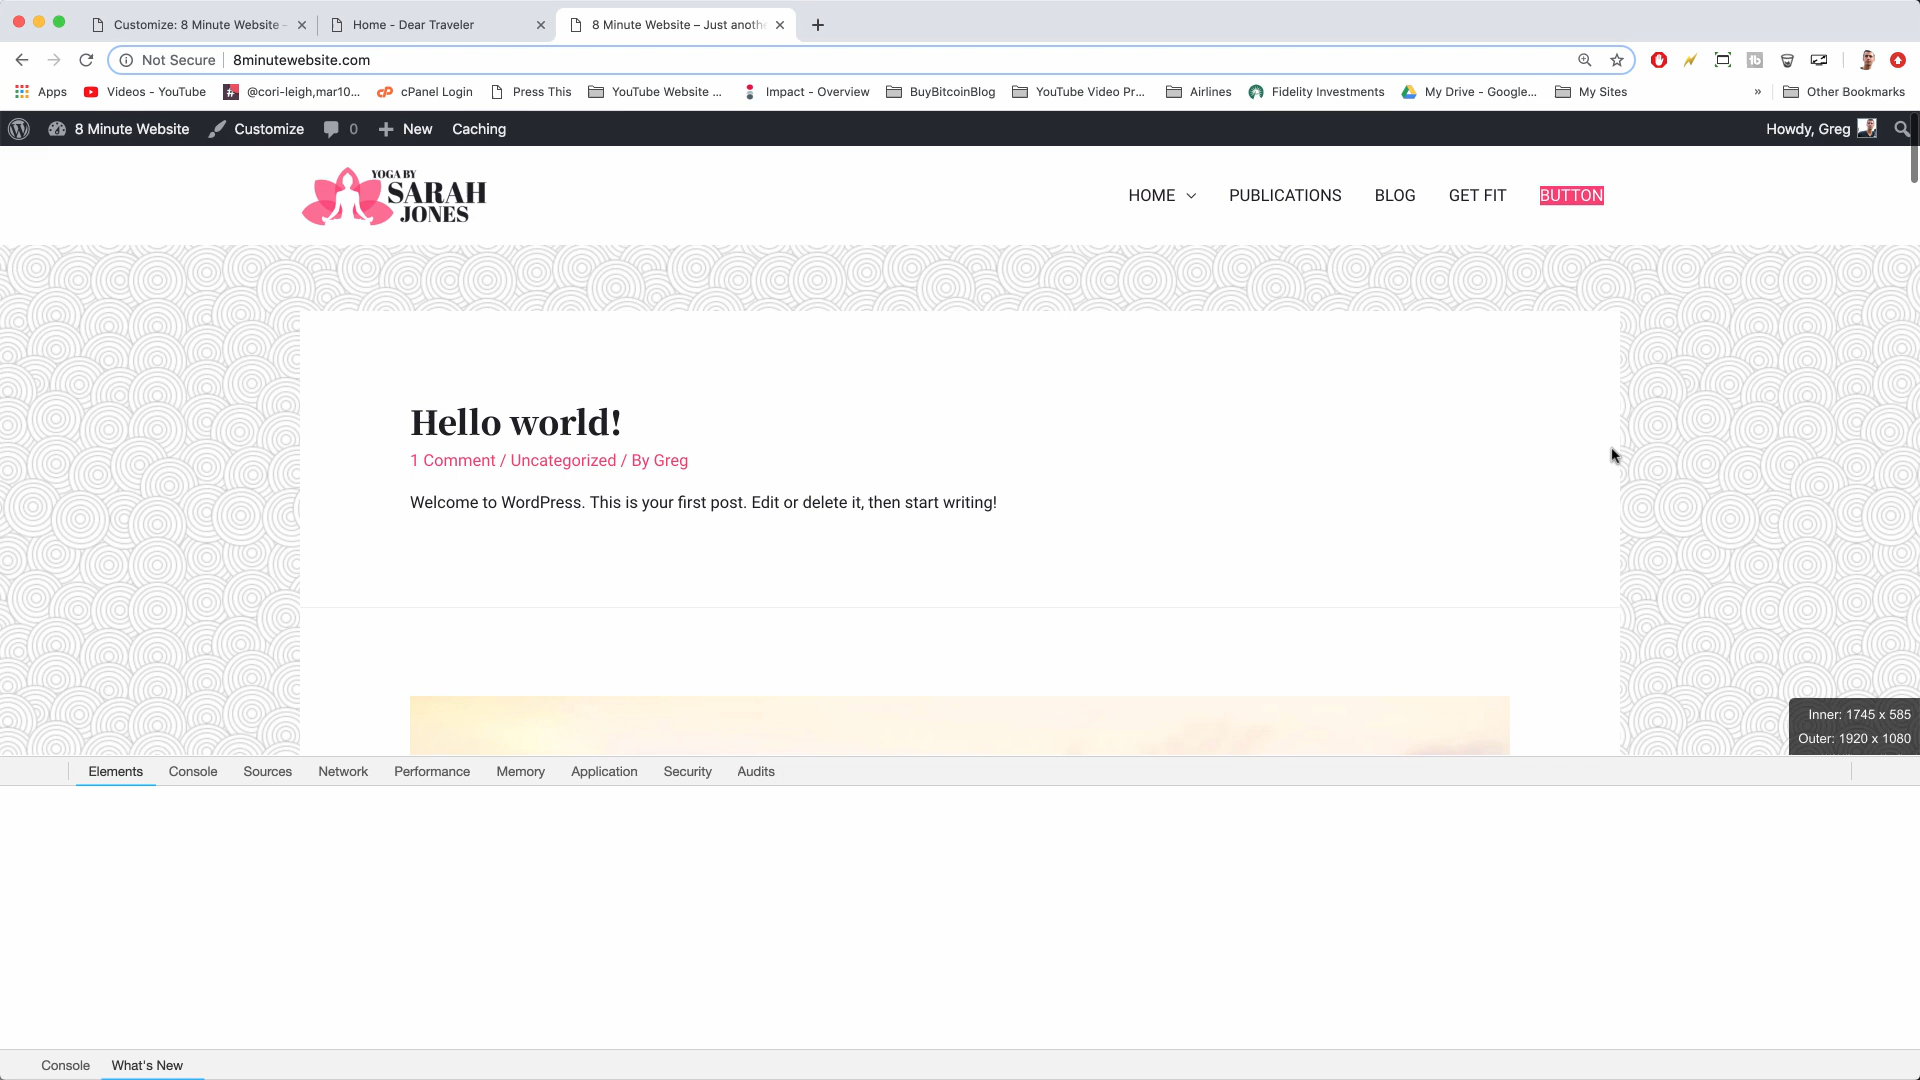 Customize: 8 Minute Website –
Home - Dear Traveler
8 Minute Website – Just anoth
Not Secure
8minutewebsite.com
Apps
Videos - YouTube
@cori-leigh,mar10...
cPanel Login
Press This
YouTube Website ...
Impact - Overview
BuyBitcoinBlog
YouTube Video Pr...
Airlines
Fidelity Investments
My Drive - Google...
My Sites
»
Other Bookmarks
8 Minute Website
Customize
0
New
Caching
Howdy, Greg
YOGA BY
SARAH
JONES
HOME
PUBLICATIONS
BLOG
GET FIT
BUTTON
Hello world!
1 Comment / Uncategorized / By Greg
Welcome to WordPress. This is your first post. Edit or delete it, then start writing!
Inner: 1745 x 585
Outer: 1920 x 1080
Elements
Console
Sources
Network
Performance
Memory
Application
Security
Audits
Console
What's New